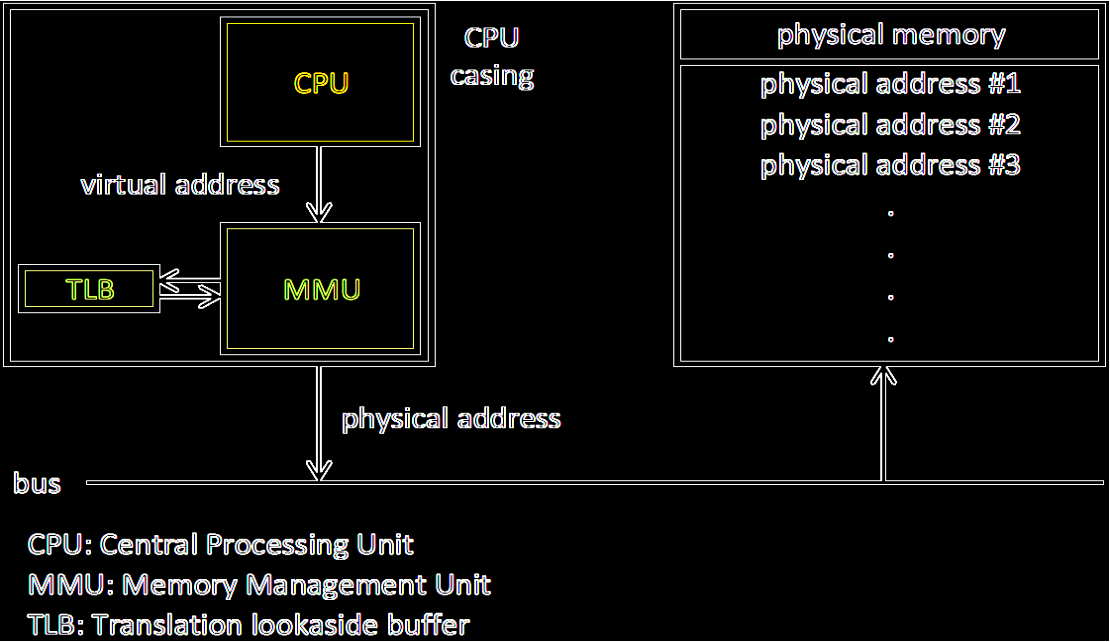 CPU
casing
CPU
virtual address
TLB
MMU
physical memory
physical address #1
physical address #2
physical address #3
physical address
bus
CPU: Central Processing Unit
MMU: Memory Management Unit
TLB: Translation lookaside buffer